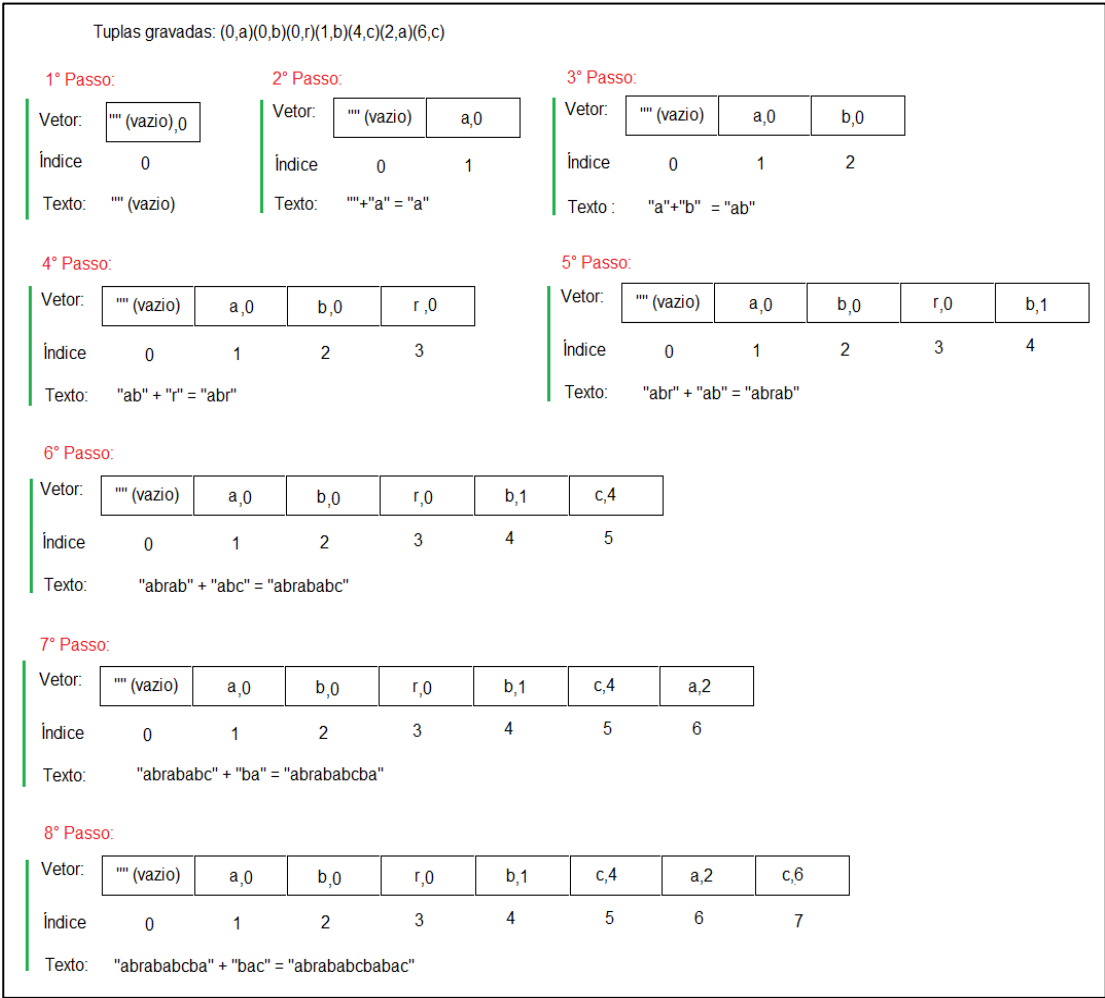 Tuplas gravadas: (0,a)(0,b)(0,r)(1,b)(4,c)(2,a)(6,c)
1° Passo:
Vetor: "" (vazio),0
Índice 0
Texto: "" (vazio)
2° Passo:
Vetor: "" (vazio) a,0
Índice 0 1
Texto: ""+"a" = "a"
3° Passo:
Vetor: "" (vazio) a,0 b,0
Índice 0 1 2
Texto : "a"+"b" = "ab"
4° Passo:
Vetor: "" (vazio) a,0 b,0 r,0
Índice 0 1 2 3
Texto: "ab" + "r" = "abr"
5° Passo:
Vetor: "" (vazio) a,0 b,0 r,0 b,1
Índice 0 1 2 3 4
Texto: "abr" + "ab" = "abrab"
6° Passo:
Vetor: "" (vazio) a,0 b,0 r,0 b,1 c,4
Índice 0 1 2 3 4 5
Texto: "abrab" + "abc" = "abrababc"
7° Passo:
Vetor: "" (vazio) a,0 b,0 r,0 b,1 c,4 a,2
Índice 0 1 2 3 4 5 6
Texto: "abrababc" + "ba" = "abrababcba"
8° Passo:
Vetor: "" (vazio) a,0 b,0 r,0 b,1 c,4 a,2 c,6
Índice 0 1 2 3 4 5 6 7
Texto: "abrababcba" + "bac" = "abrababcbabac"